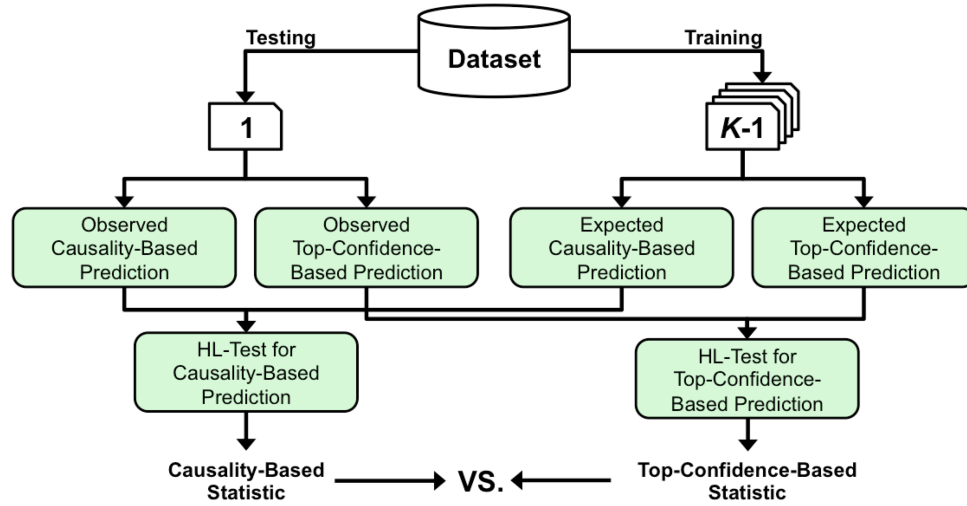 Testing
Dataset
Training
1
K-1
Observed
Causality-Based
Prediction
Observed
Top-Confidence-
Based Prediction
Expected
Causality-Based
Prediction
Expected
Top-Confidence-
Based Prediction
HL-Test for
Causality-Based
Prediction
HL-Test for
Top-Confidence-
Based Prediction
Causality-Based
Statistic
VS.
Top-Confidence-Based
Statistic